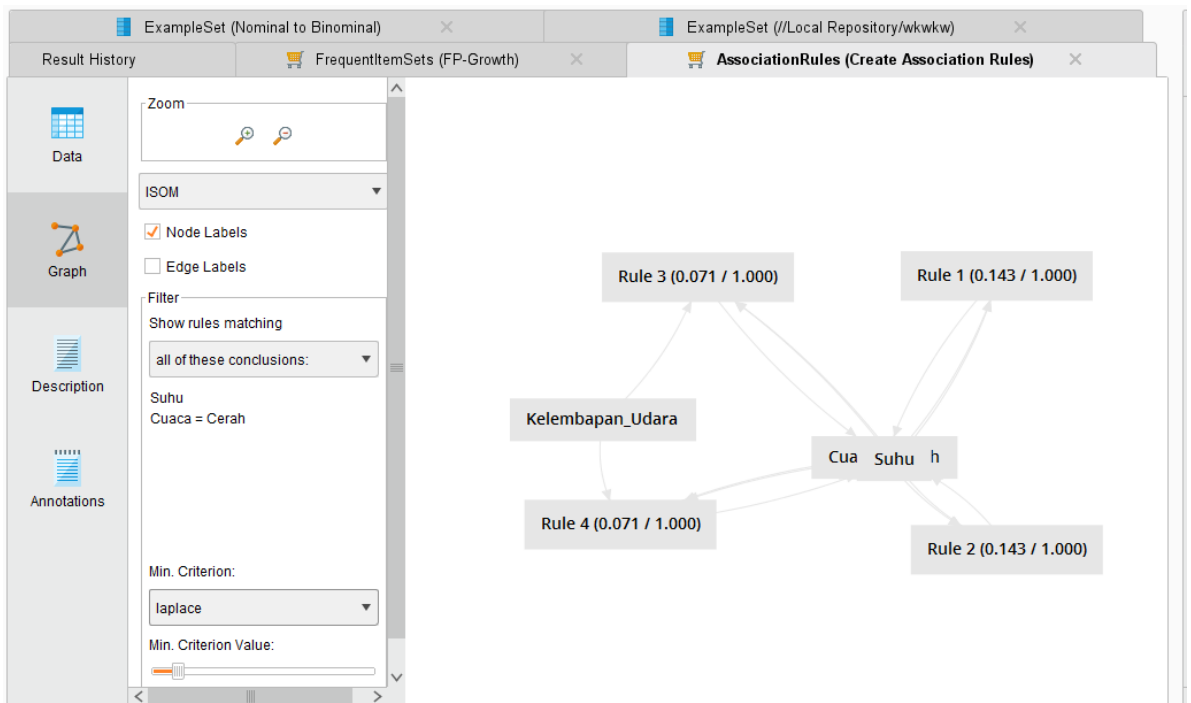 ExampleSet (Nominal to Binominal)
ExampleSet (//Local Repository/wkwkw)
Result History
FrequentItemSets (FP-Growth)
AssociationRules (Create Association Rules)
Data
Graph
Description
Annotations
Zoom
ISOM
Node Labels
Edge Labels
Filter
Show rules matching
all of these conclusions:
Suhu
Cuaca = Cerah
Min. Criterion:
laplace
Min. Criterion Value:
Rule 3 (0.071 / 1.000)
Rule 1 (0.143 / 1.000)
Kelembapan_Udara
Cua Suhu h
Rule 4 (0.071 / 1.000)
Rule 2 (0.143 / 1.000)